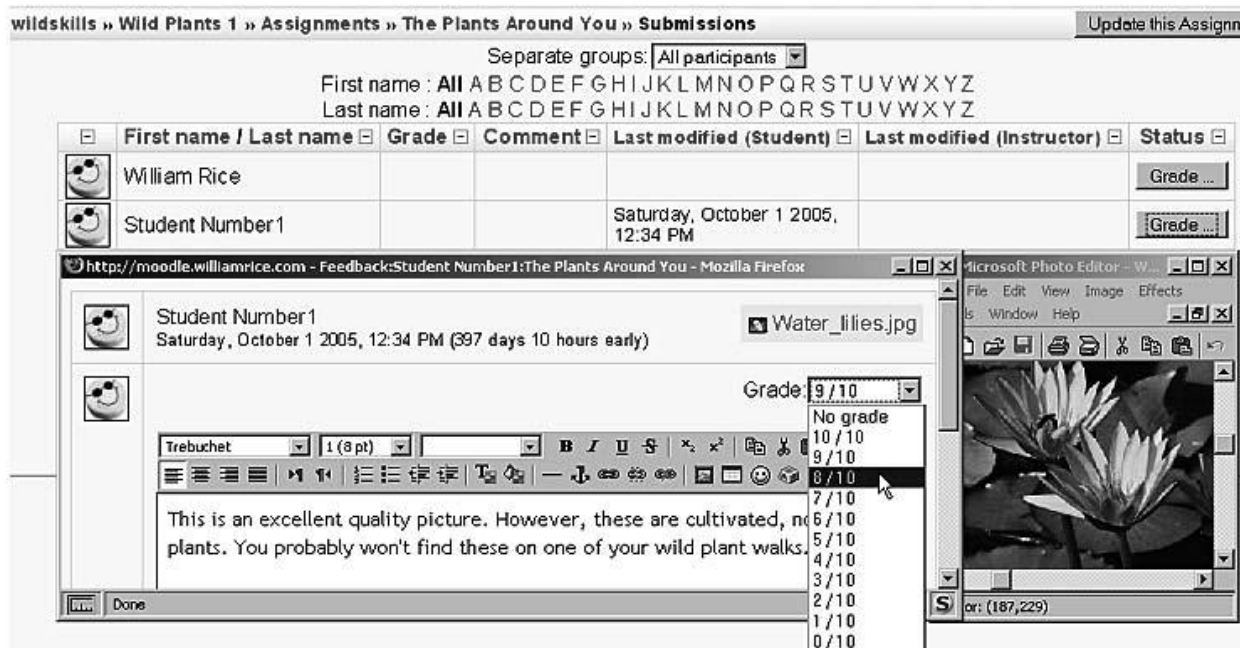 wildskills » Wild Plants 1 » Assignments » The Plants Around You » Submissions
Update this Assignm
Separate groups: All participants
First name : All A B C D E F G H I J K L M N O P Q R S T U V W X Y Z
Last name : All A B C D E F G H I J K L M N O P Q R S T U V W X Y Z
First name / Last name Grade Comment Last modified (Student) Last modified (Instructor) Status
William Rice Grade ...
Student Number1 Saturday, October 1 2005, Grade ...
12:34 PM
http://moodle.williamrice.com - Feedback:Student Number1:The Plants Around You - Mozilla Firefox
Student Number1
Saturday, October 1 2005, 12:34 PM (397 days 10 hours early)
Water_lilies.jpg
Grade: 9 / 10
No grade
10 / 10
9 / 10
8 / 10
7 / 10
6 / 10
5 / 10
4 / 10
3 / 10
2 / 10
1 / 10
0 / 10
Trebuchet 1 (8 pt) B I U S x₂ x²
This is an excellent quality picture. However, these are cultivated,
plants. You probably won't find these on one of your wild plant walks.
Done
Microsoft Photo Editor - W...
File Edit View Image Effects
ls Window Help
or: (187,229)